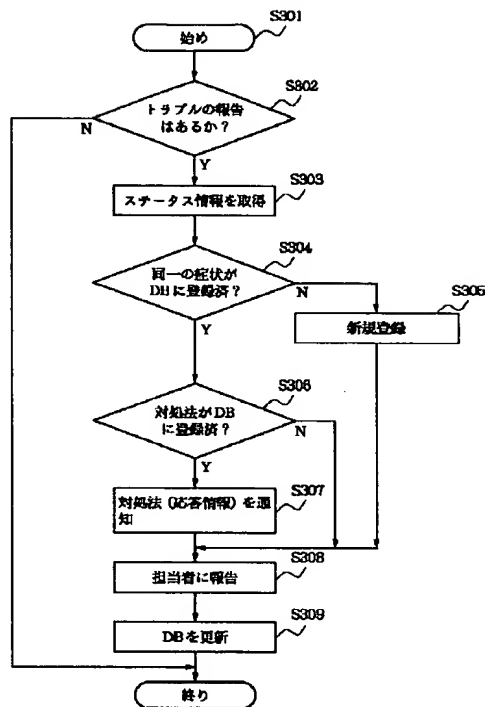 S301
始め
S302
トラブルの報告
はあるか？
N
Y
S303
ステータス情報を取得
S304
同一の症状が
DBに登録済？
N
Y
S305
新規登録
S306
対処法がDB
に登録済？
N
Y
S307
対処法（応答情報）を通
知
S308
担当者に報告
S309
DBを更新
終り